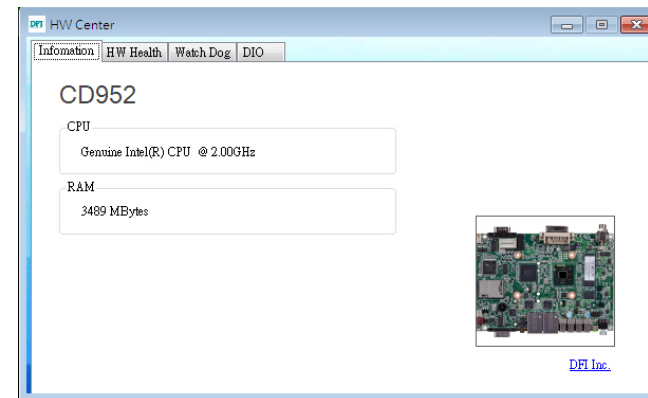 DFI HW Center
Infomation HW Health Watch Dog DIO
CD952
CPU
Genuine Intel(R) CPU @ 2.00GHz
RAM
3489 MBytes
DFI Inc.